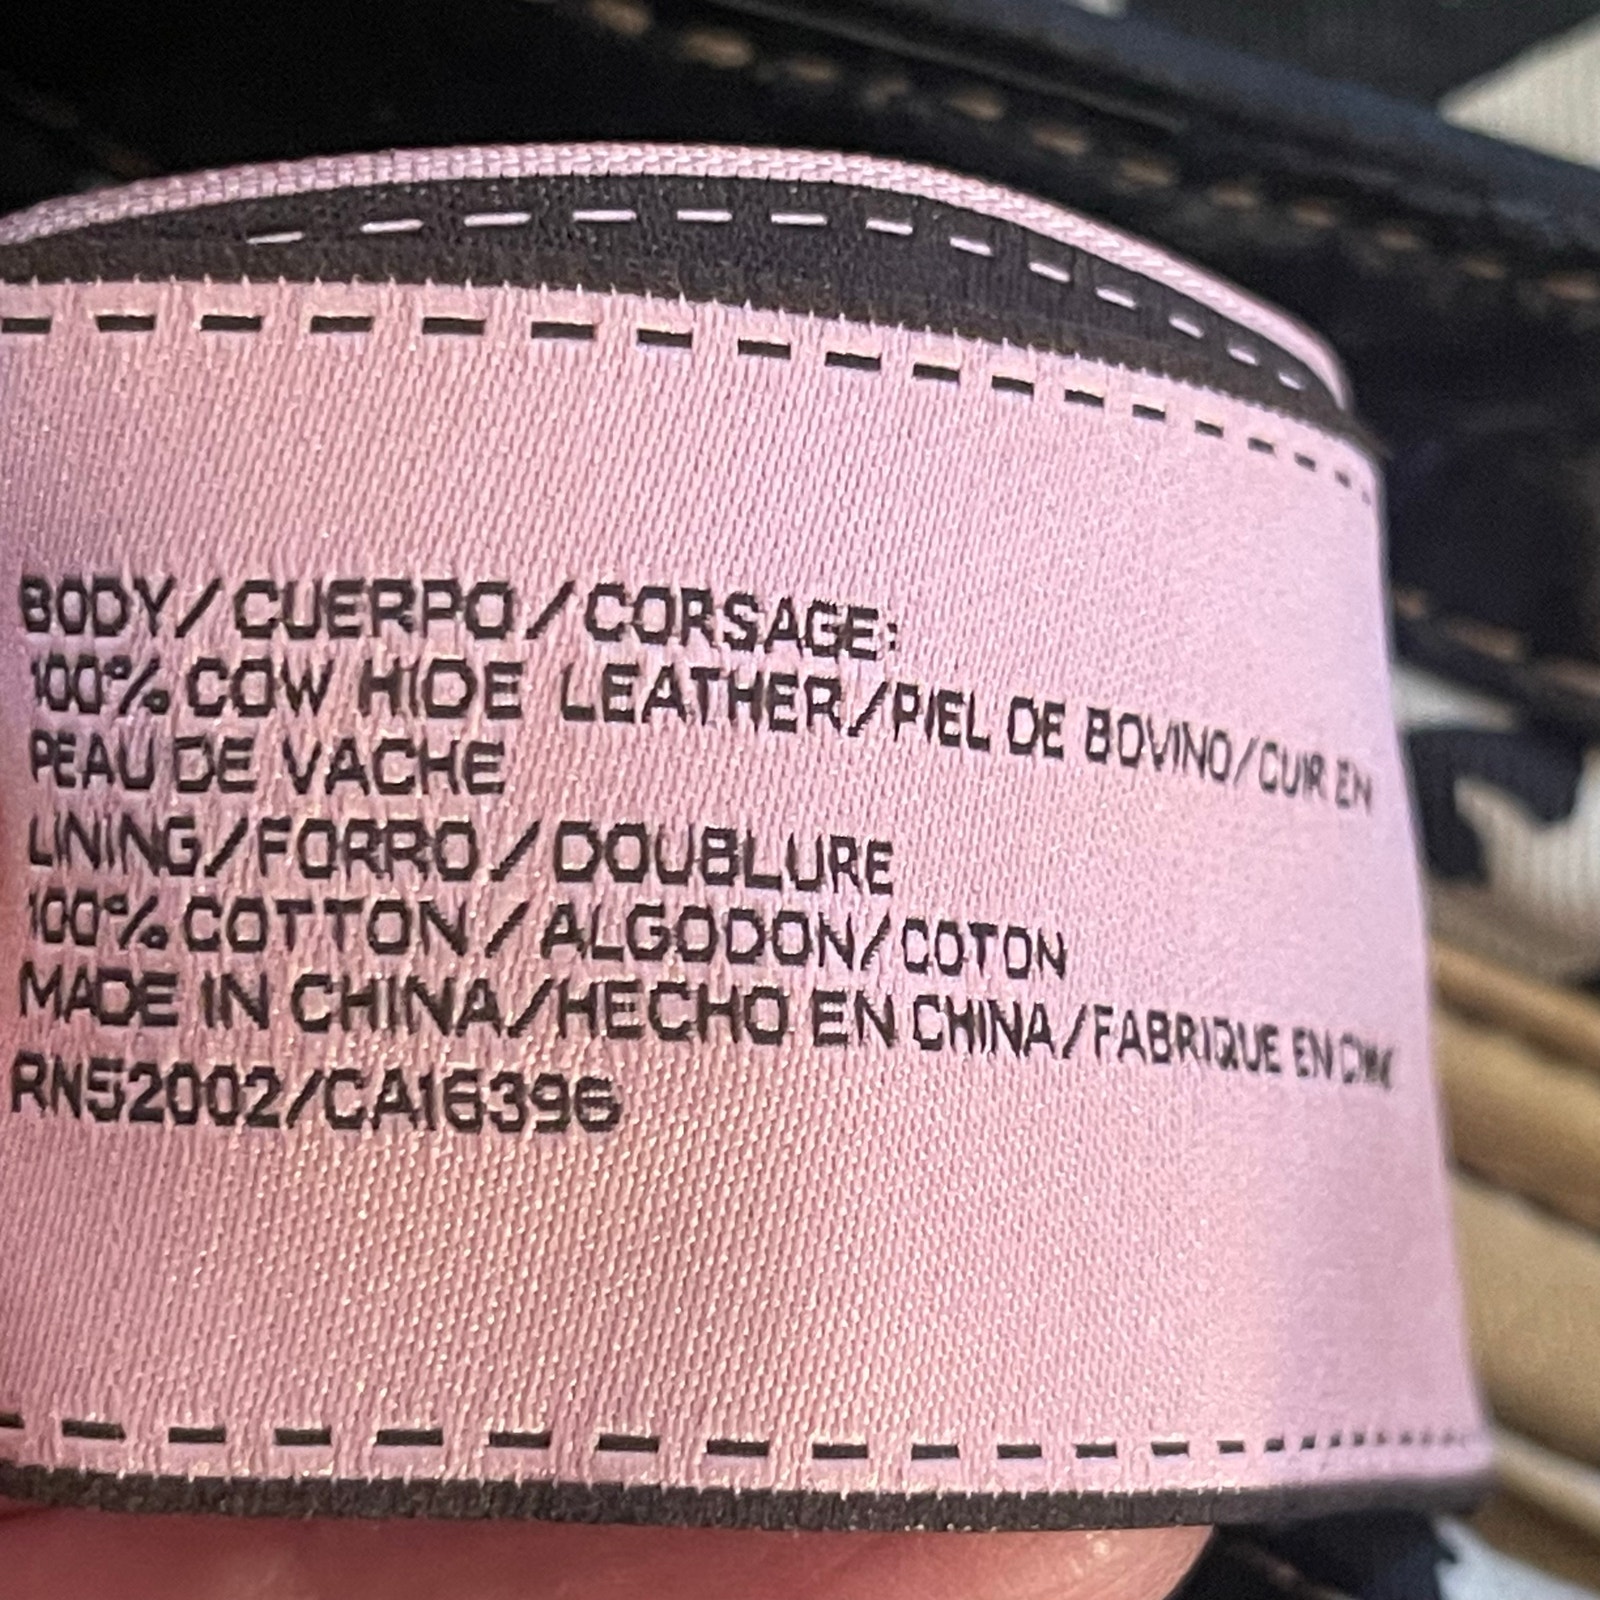 BODY/CUERPO/CORSAGE:
100% COW HIDE LEATHER/PIEL DE BOVINO/CUIR EN
PEAU DE VACHE
LINING/FORRO/DOUBLURE
100% COTTON/ALGODON/COTON
MADE IN CHINA/HECHO EN CHINA/FABRIQUE EN
RN52002/CA16396